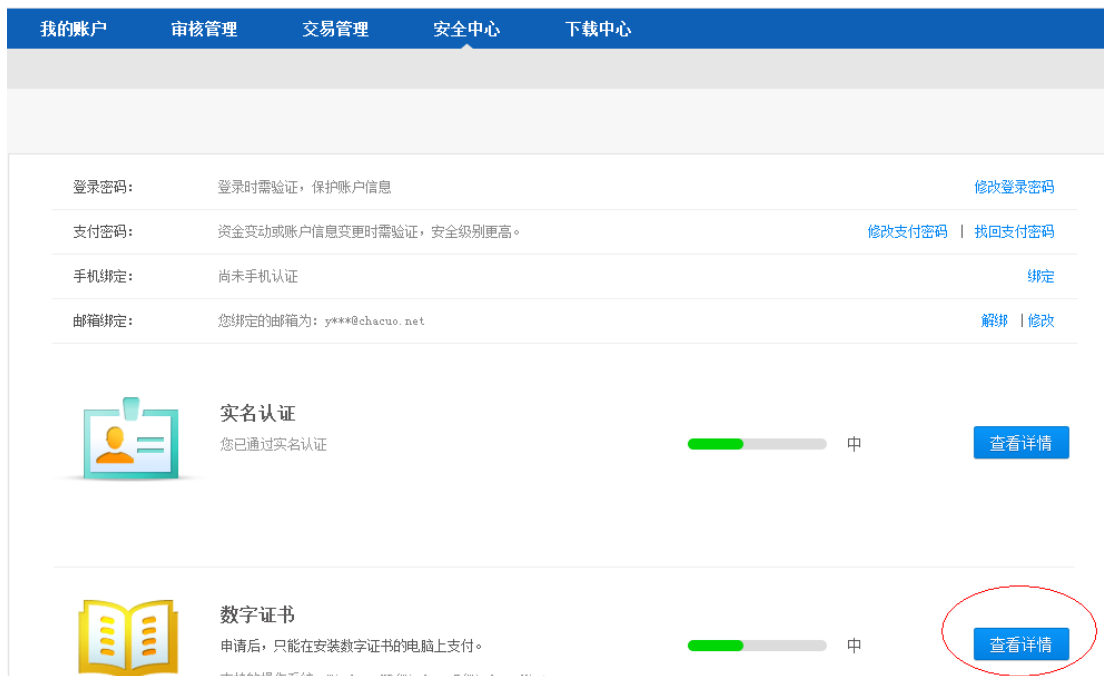 我的账户 审核管理 交易管理 安全中心 下载中心
登录密码: 登录时需验证，保护账户信息 修改登录密码
支付密码: 资金变动或账户信息变更时需验证，安全级别更高。 修改支付密码 | 找回支付密码
手机绑定: 尚未手机认证 绑定
邮箱绑定: 您绑定的邮箱为: y***@chacuo.net 解绑 | 修改
实名认证
您已通过实名认证 中 查看详情
数字证书
申请后，只能在安装数字证书的电脑上支付。 中 查看详情